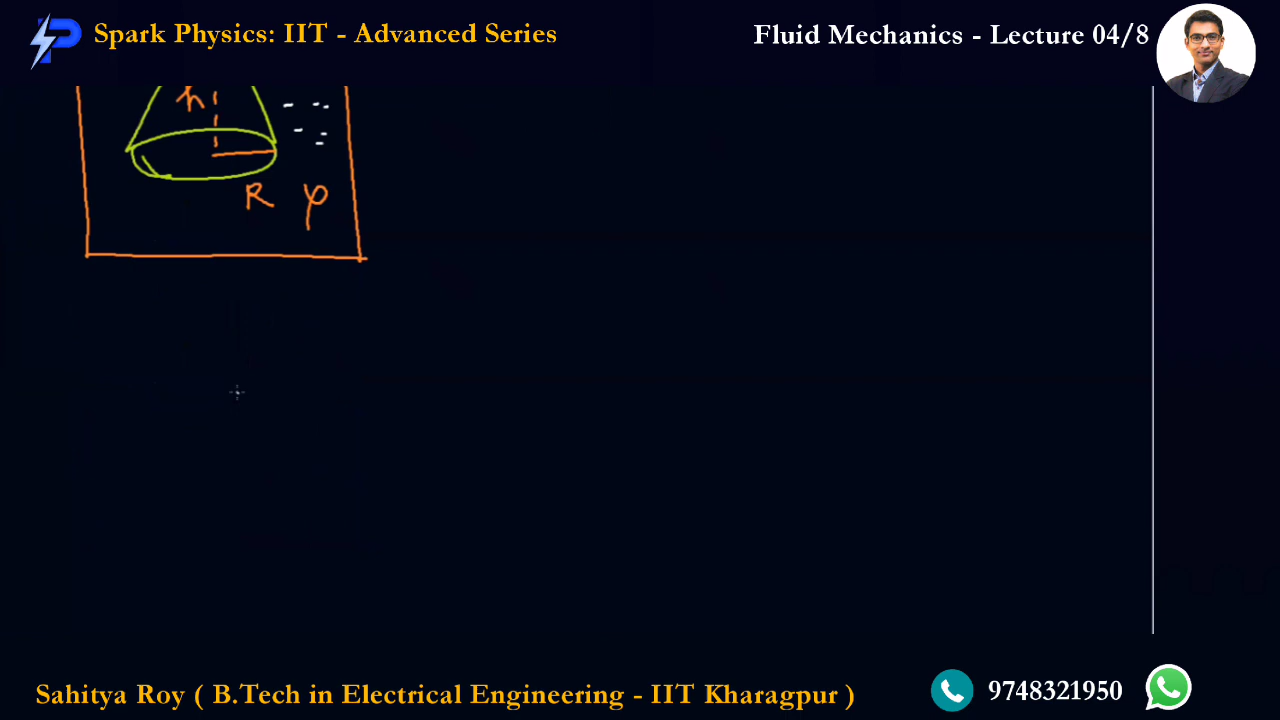 Spark Physics: IIT - Advanced Series
Fluid Mechanics - Lecture 04/8
h
R ρ
Sahitya Roy ( B.Tech in Electrical Engineering - IIT Kharagpur )
9748321950